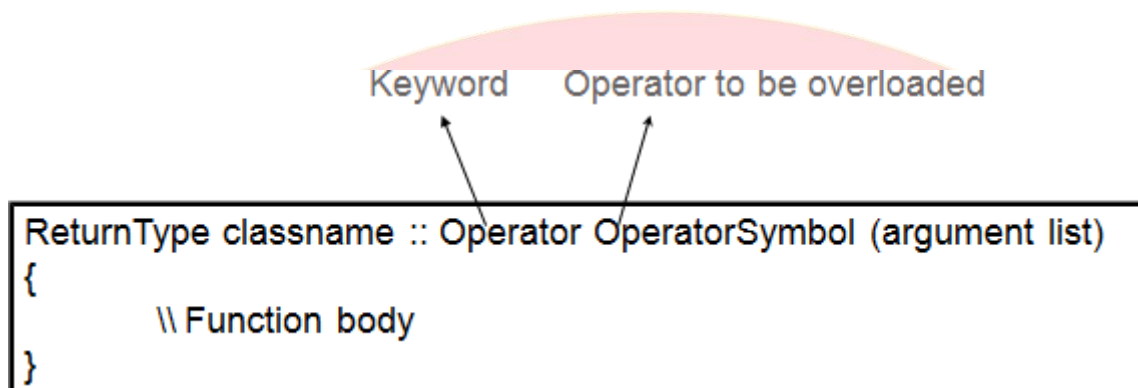 Keyword Operator to be overloaded
ReturnType classname :: Operator OperatorSymbol (argument list)
{
\\ Function body
}